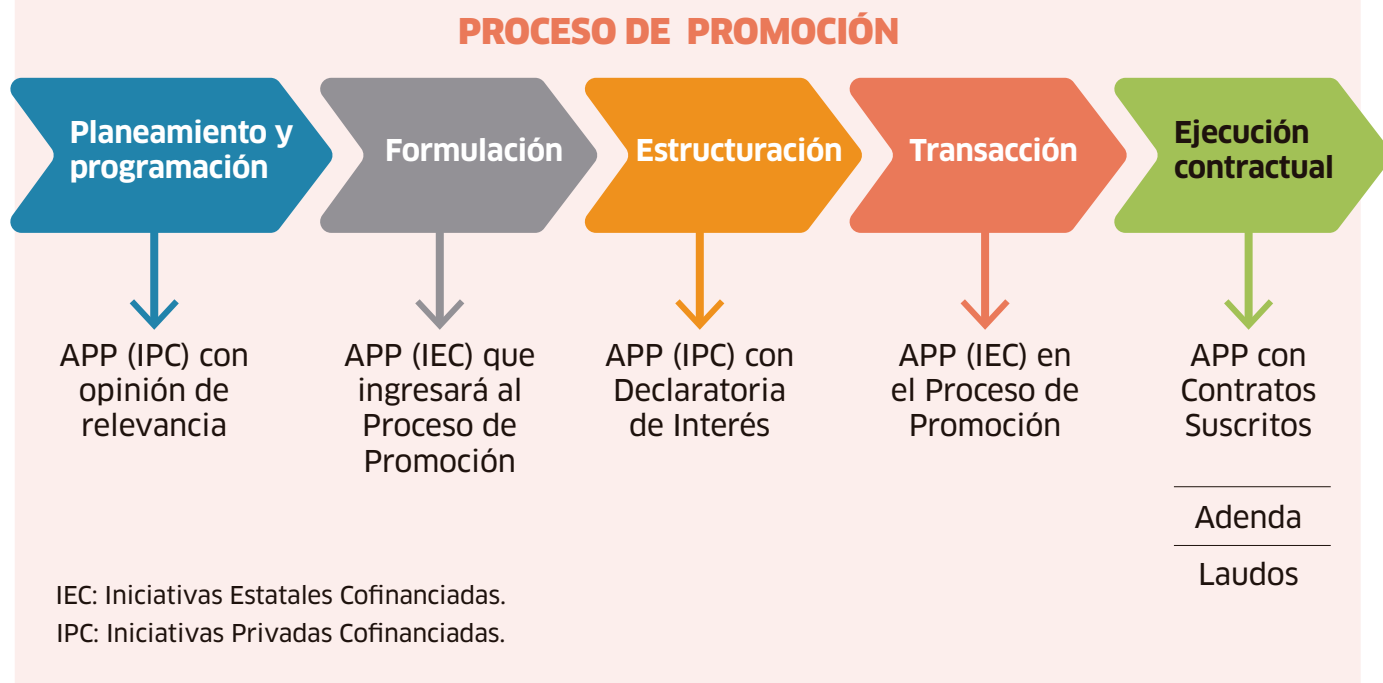 PROCESO DE PROMOCIÓN
Planeamiento y
programación
Formulación
Estructuración
Transacción
Ejecución
contractual
APP (IPC) con
opinión de
relevancia
APP (IEC) que
ingresará al
Proceso de
Promoción
APP (IPC) con
Declaratoria
de Interés
APP (IEC) en
el Proceso de
Promoción
APP con
Contratos
Suscritos
Adenda
Laudos
IEC: Iniciativas Estatales Cofinanciadas.
IPC: Iniciativas Privadas Cofinanciadas.